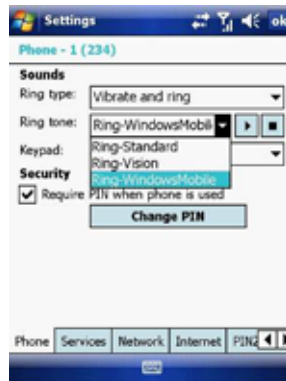 Settings
ok
Phone - 1 (234)
Sounds
Ring type: Vibrate and ring
Ring tone: Ring-WindowsMobil
Keypad: Ring-Standard
Ring-Vision
Ring-WindowsMobile
Security
Require PIN when phone is used
Change PIN
Phone Services Network Internet PIN2